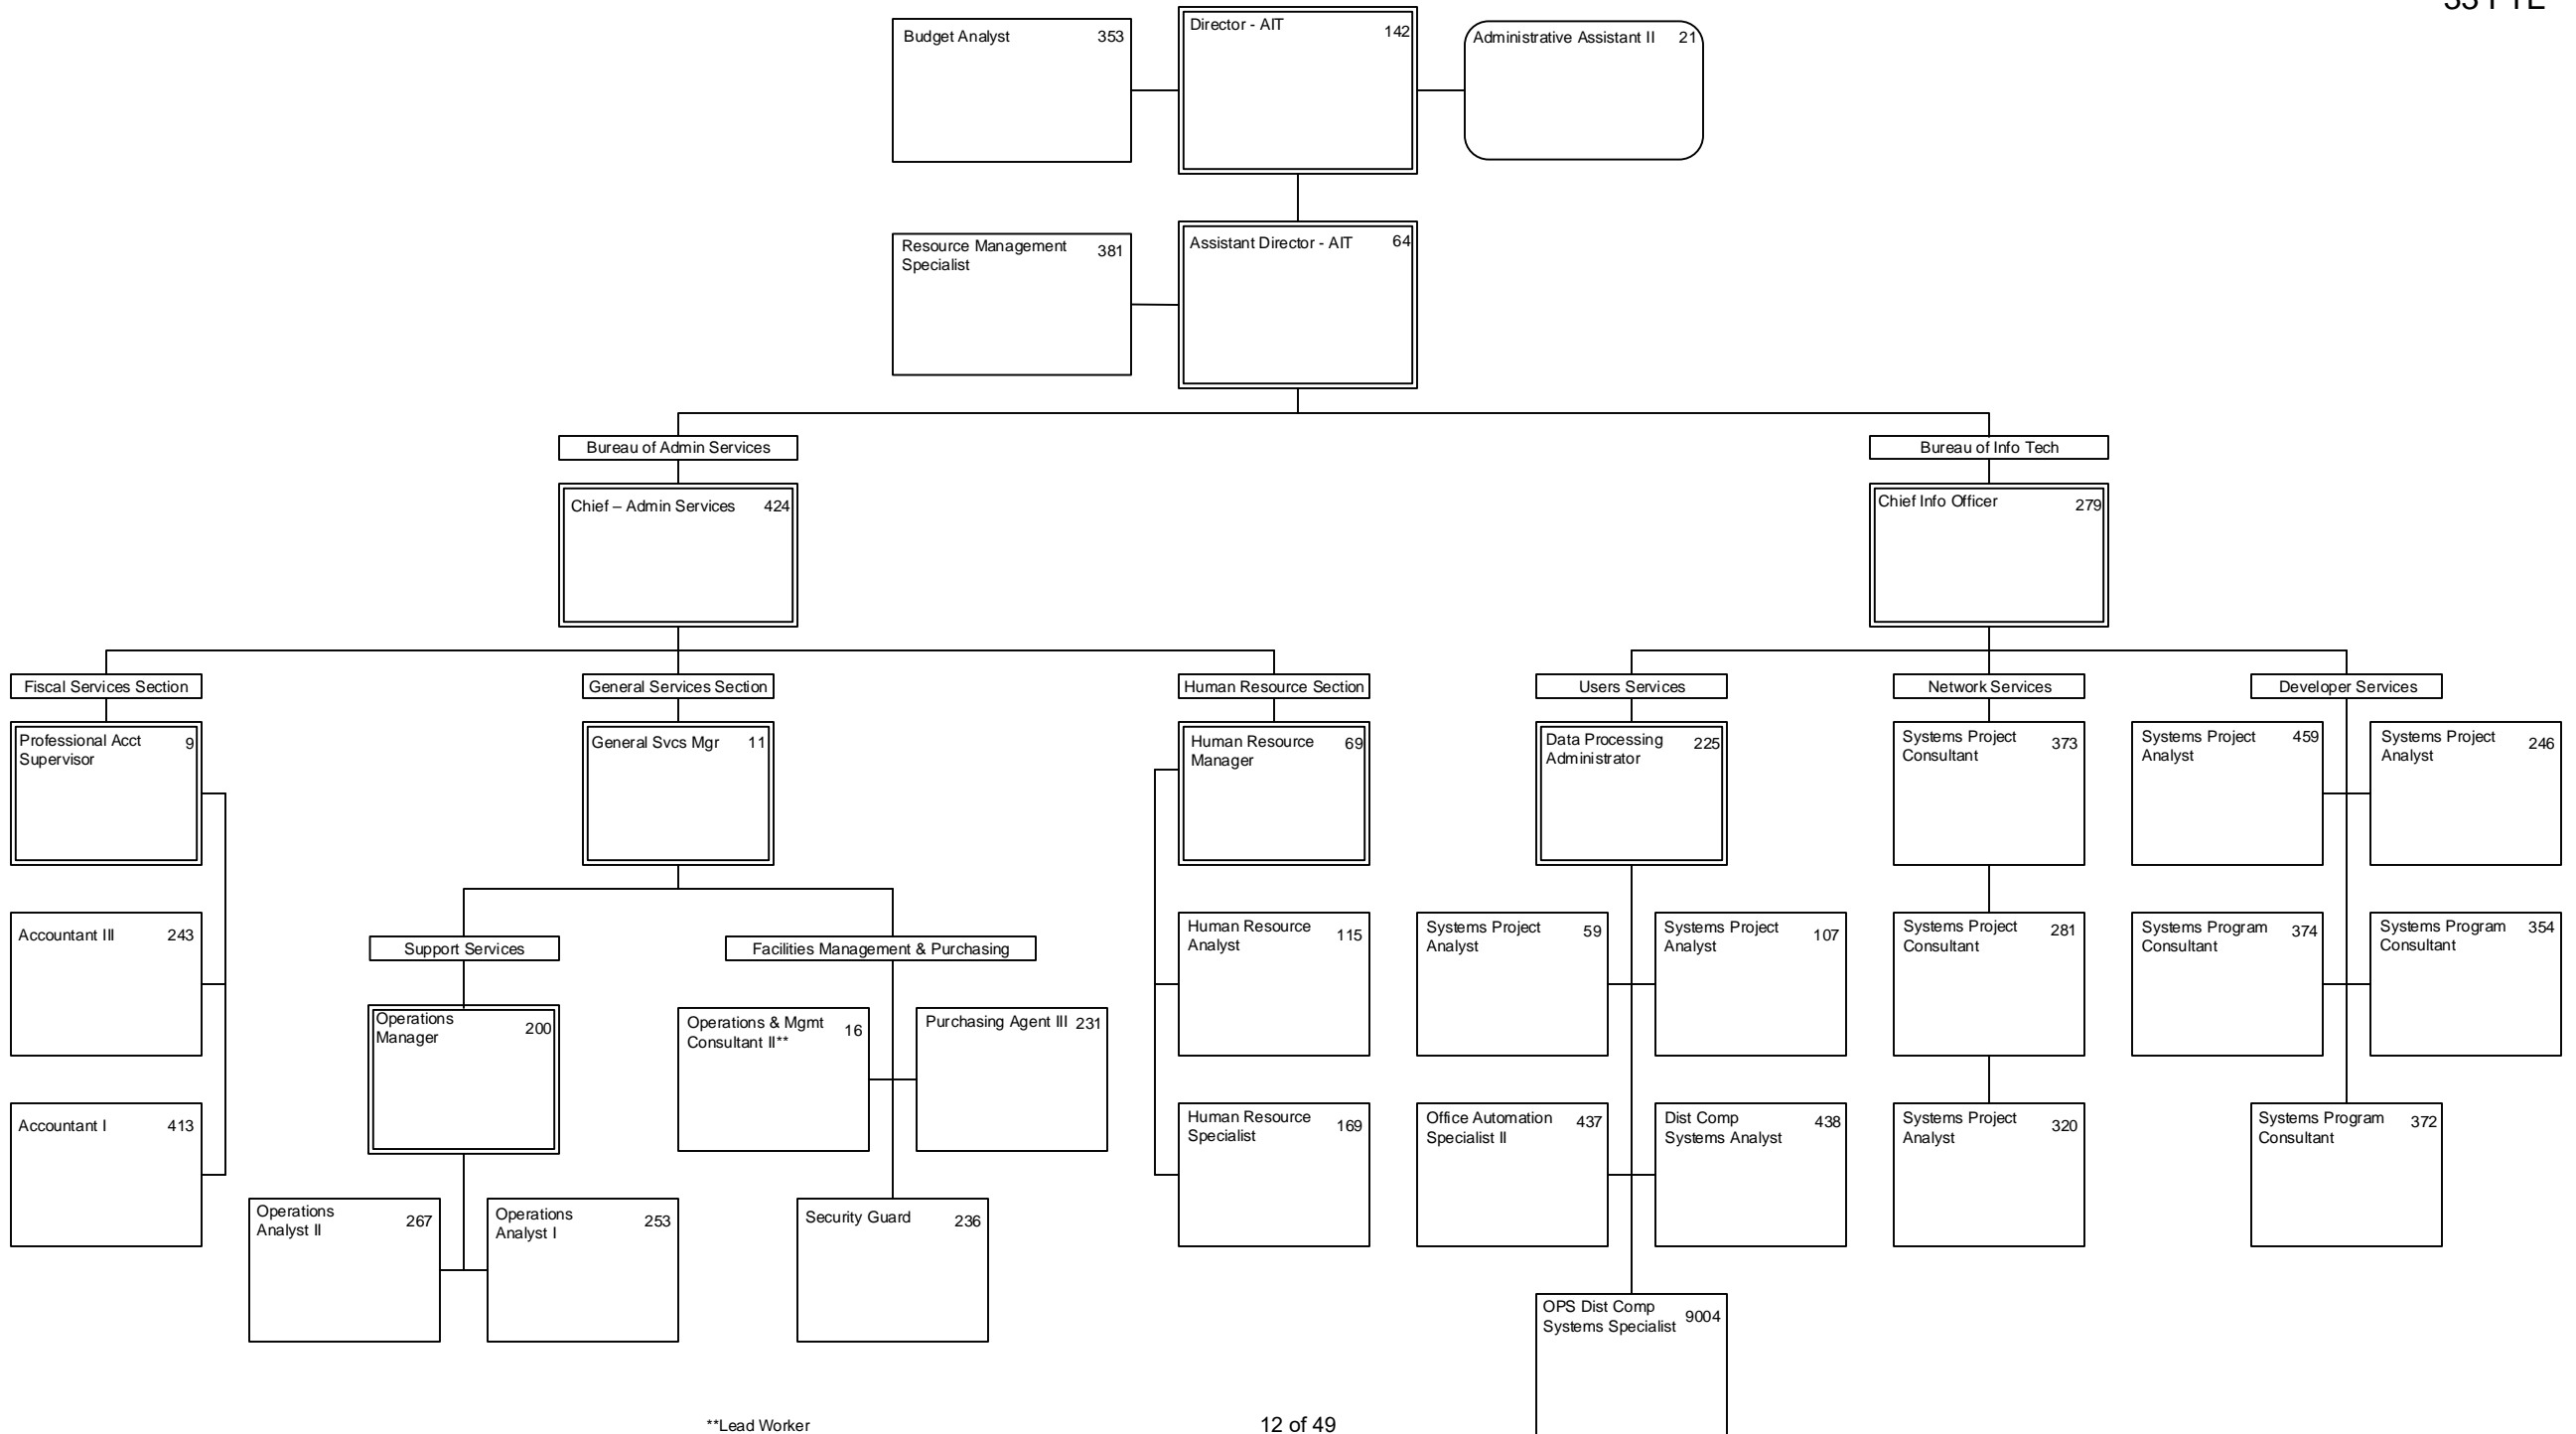 Budget Analyst 353
Director - AIT 142
Administrative Assistant II 21
Resource Management 381
Specialist
Assistant Director - AIT 64
Bureau of Admin Services
Bureau of Info Tech
Chief – Admin Services 424
Chief Info Officer 279
Fiscal Services Section
General Services Section
Human Resource Section
Users Services
Network Services
Developer Services
Professional Acct 9
Supervisor
General Svcs Mgr 11
Human Resource 69
Manager
Data Processing 225
Administrator
Systems Project 373
Consultant
Systems Project 459
Analyst
Systems Project 246
Analyst
Accountant III 243
Support Services
Facilities Management & Purchasing
Human Resource 115
Analyst
Systems Project 59
Analyst
Systems Project 107
Analyst
Systems Project 281
Consultant
Systems Program 374
Consultant
Systems Program 354
Consultant
Operations 200
Manager
Operations & Mgmt 16
Consultant II**
Purchasing Agent III 231
Accountant I 413
Human Resource 169
Specialist
Office Automation 437
Specialist II
Dist Comp 438
Systems Analyst
Systems Project 320
Analyst
Systems Program 372
Consultant
Operations 267
Analyst II
Operations 253
Analyst I
Security Guard 236
OPS Dist Comp 9004
Systems Specialist
**Lead Worker
12 of 49